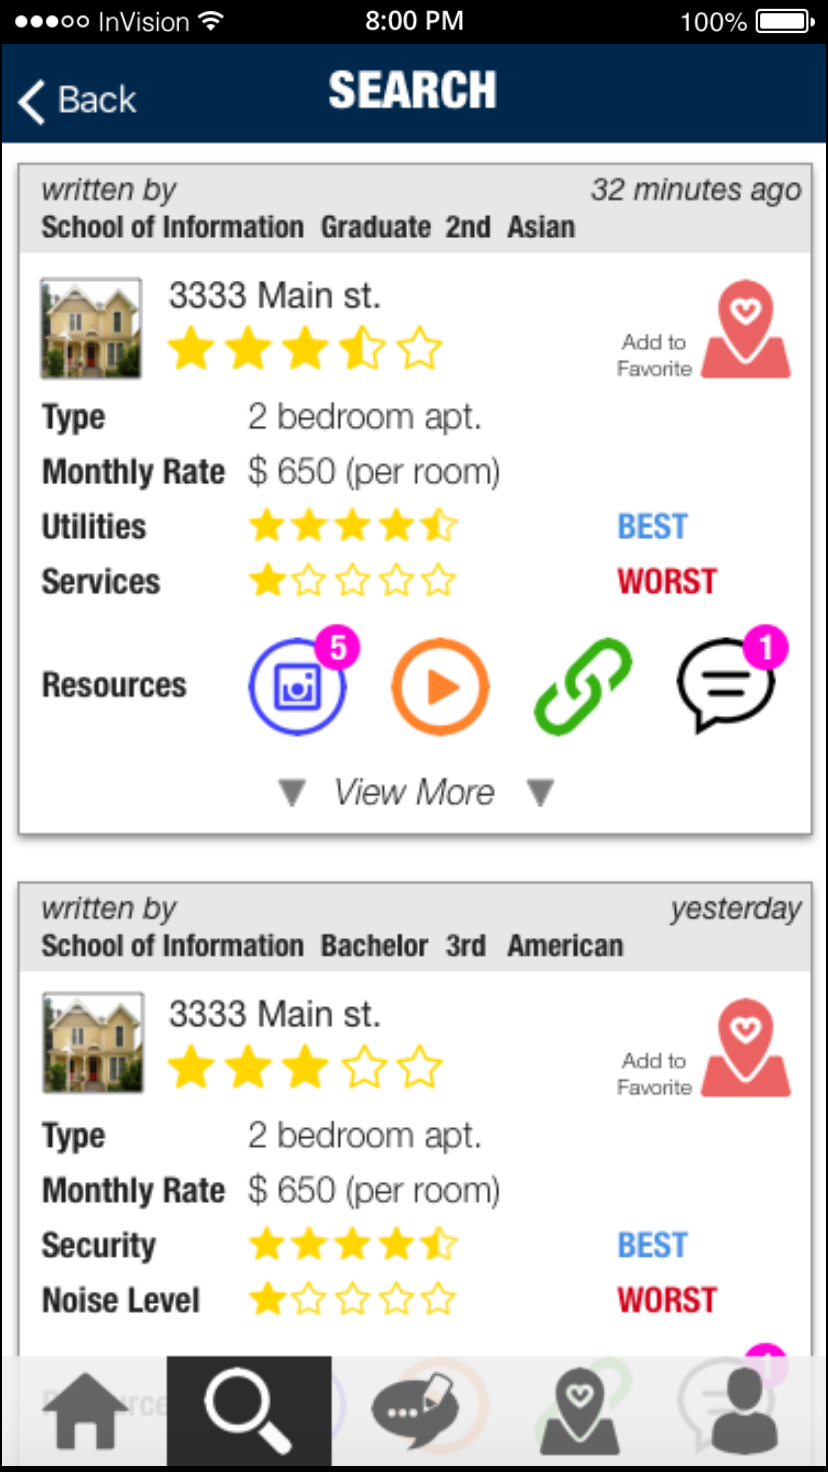 InVision 8:00 PM 100%
Back SEARCH
written by 32 minutes ago
School of Information Graduate 2nd Asian
3333 Main st.
Add to
Favorite
Type 2 bedroom apt.
Monthly Rate $ 650 (per room)
Utilities BEST
Services WORST
5 1
Resources
▼ View More ▼
written by yesterday
School of Information Bachelor 3rd American
3333 Main st.
Add to
Favorite
Type 2 bedroom apt.
Monthly Rate $ 650 (per room)
Security BEST
Noise Level WORST